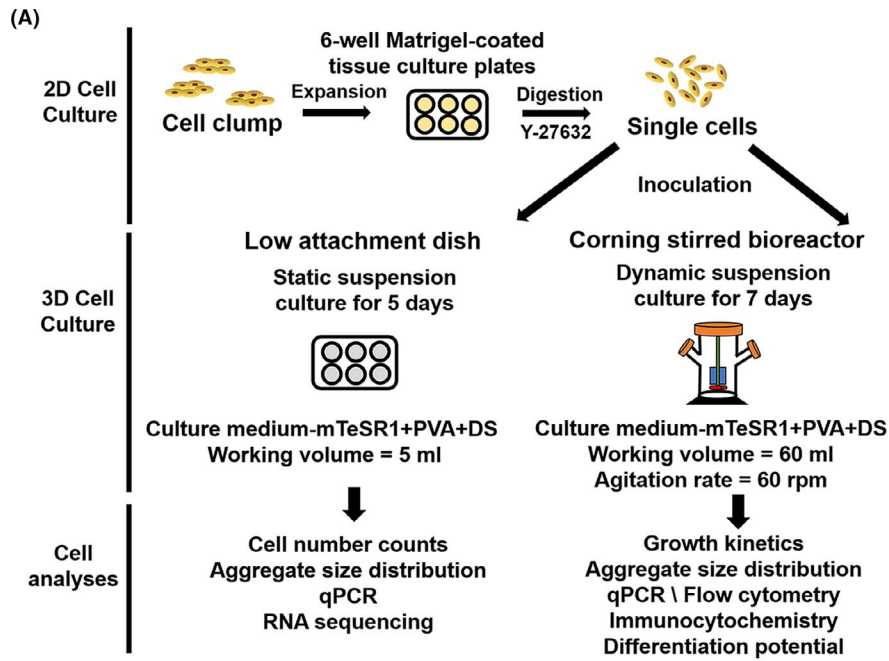 (A)
2D Cell
Culture
Cell clump
Expansion
6-well Matrigel-coated
tissue culture plates
Digestion
Y-27632
Single cells
Inoculation
3D Cell
Culture
Low attachment dish
Static suspension
culture for 5 days
Culture medium-mTeSR1+PVA+DS
Working volume = 5 ml
Corning stirred bioreactor
Dynamic suspension
culture for 7 days
Culture medium-mTeSR1+PVA+DS
Working volume = 60 ml
Agitation rate = 60 rpm
Cell
analyses
Cell number counts
Aggregate size distribution
qPCR
RNA sequencing
Growth kinetics
Aggregate size distribution
qPCR \ Flow cytometry
Immunocytochemistry
Differentiation potential